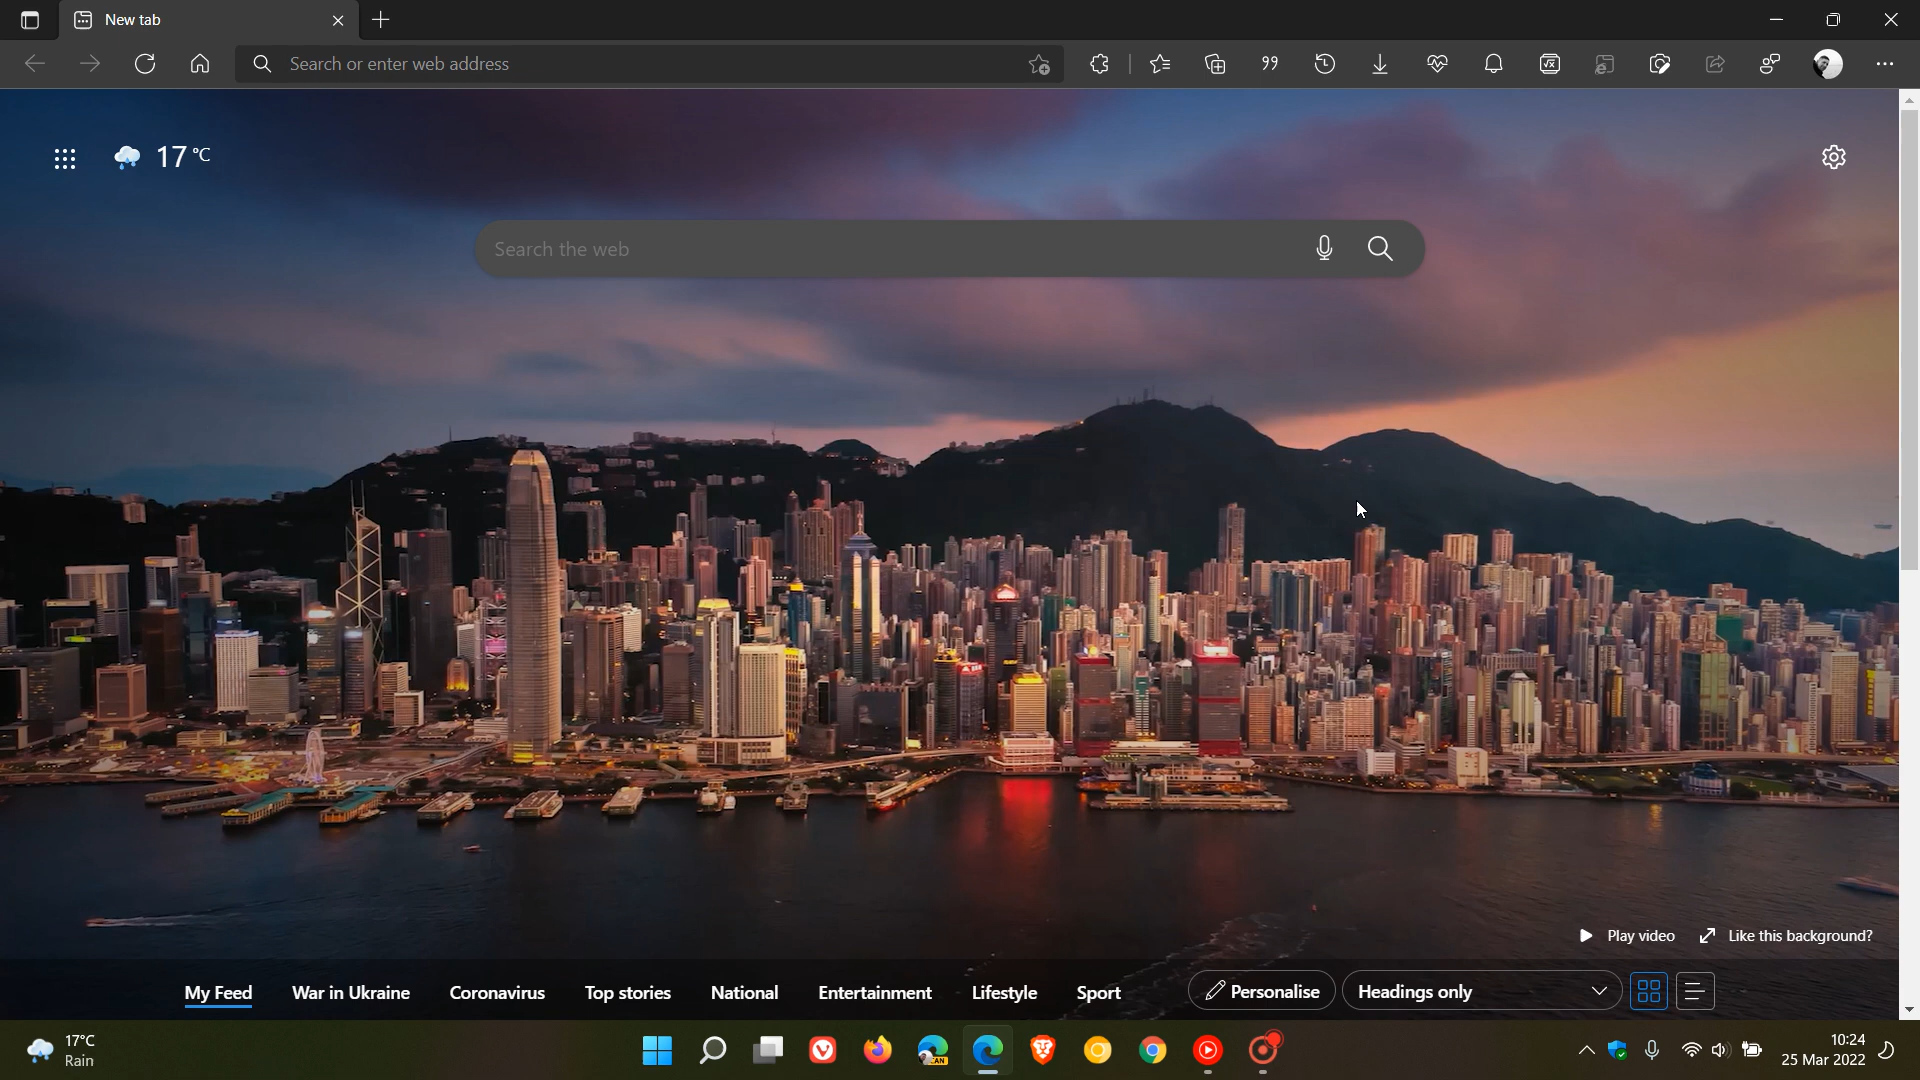 New tab
Search or enter web address
17 °C
Search the web
Play video
Like this background?
My Feed
War in Ukraine
Coronavirus
Top stories
National
Entertainment
Lifestyle
Sport
Personalise
Headings only
17°C
Rain
CAN
10:24
25 Mar 2022